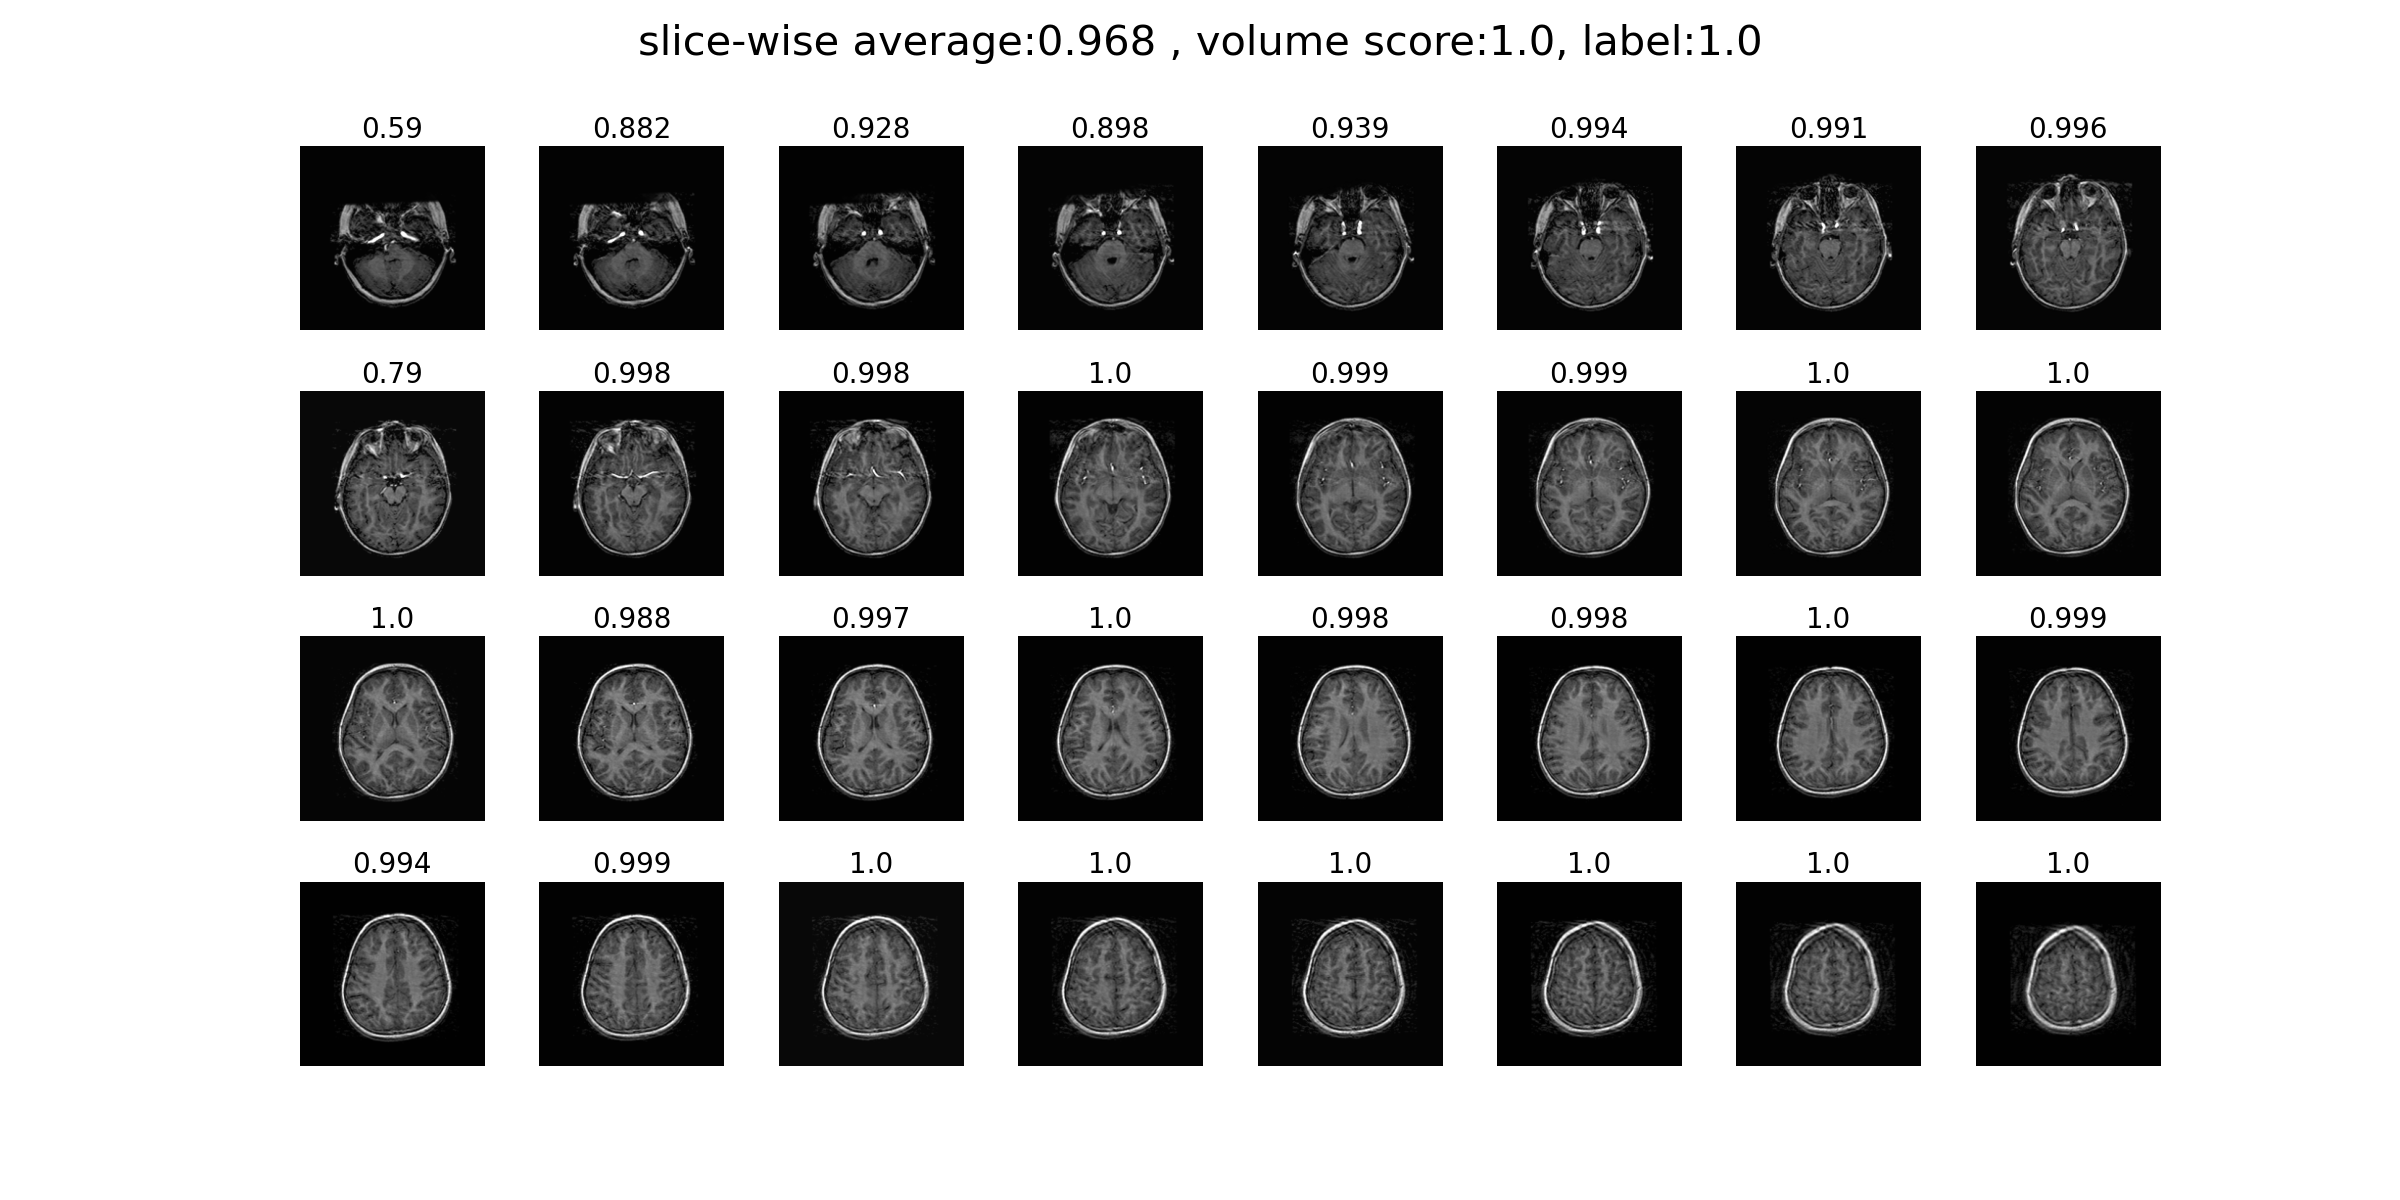 slice-wise average:0.968 , volume score:1.0, label:1.0
0.59 0.882 0.928 0.898 0.939 0.994 0.991 0.996
0.79 0.998 0.998 1.0 0.999 0.999 1.0 1.0
1.0 0.988 0.997 1.0 0.998 0.998 1.0 0.999
0.994 0.999 1.0 1.0 1.0 1.0 1.0 1.0